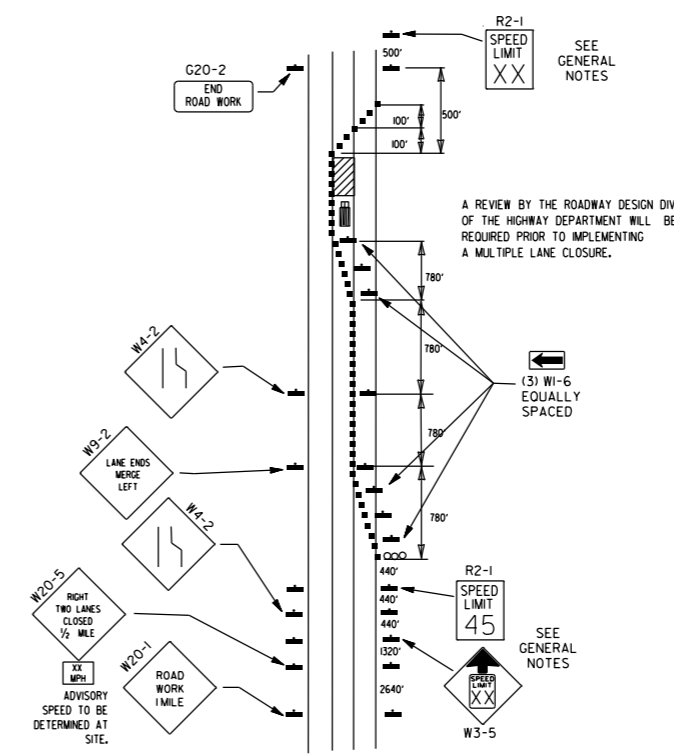 R2-1
SPEED
LIMIT
XX
SEE
GENERAL
NOTES
500'
G20-2
END
ROAD WORK
500'
100'
100'
A REVIEW BY THE ROADWAY DESIGN DIV
OF THE HIGHWAY DEPARTMENT WILL BE
REQUIRED PRIOR TO IMPLEMENTING
A MULTIPLE LANE CLOSURE.
780'
W4-2
780'
(3) W1-6
EQUALLY
SPACED
W9-2
LANE ENDS
MERGE
LEFT
780'
W4-2
780'
440'
R2-1
SPEED
LIMIT
45
W20-5
RIGHT
TWO LANES
CLOSED
1/2 MILE
440'
440'
SEE
GENERAL
NOTES
XX
MPH
W20-1
ROAD
WORK
1 MILE
1320'
SPEED
LIMIT
XX
W3-5
ADVISORY
SPEED TO BE
DETERMINED AT
SITE.
2640'